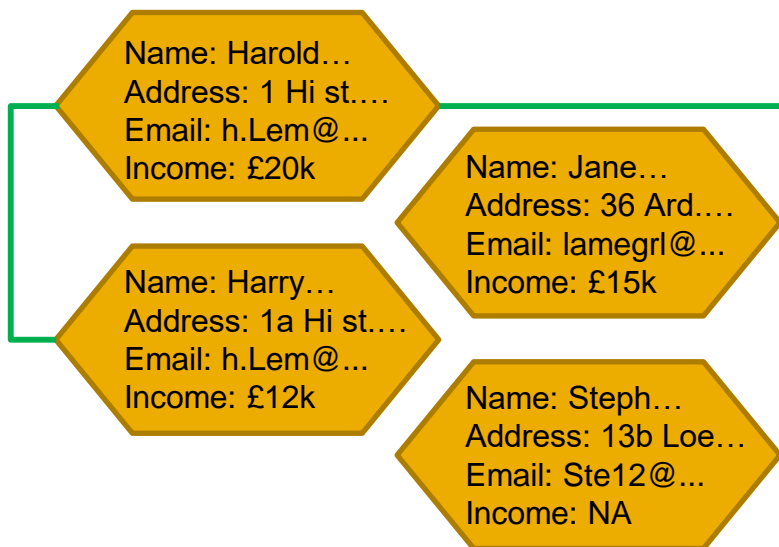 Name: Harold…
Address: 1 Hi st.…
Email: h.Lem@...
Income: £20k
Name: Jane…
Address: 36 Ard.…
Email: lamegrl@...
Income: £15k
Name: Harry…
Address: 1a Hi st.…
Email: h.Lem@...
Income: £12k
Name: Steph…
Address: 13b Loe…
Email: Ste12@...
Income: NA